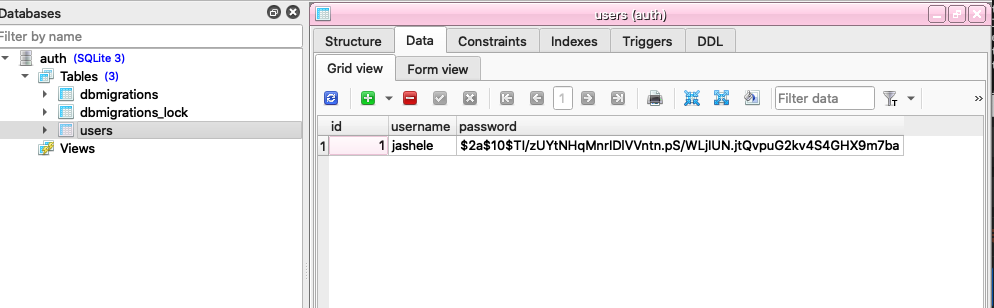 Databases
Filter by name
auth (SQLite 3)
Tables (3)
dbmigrations
dbmigrations_lock
users
Views
users (auth)
Structure Data Constraints Indexes Triggers DDL
Grid view Form view
1 Filter data »
id username password
1 1 jashele $2a$10$Tl/zUYtNHqMnrlDlVVntn.pS/WLjlUN.jtQvpuG2kv4S4GHX9m7ba